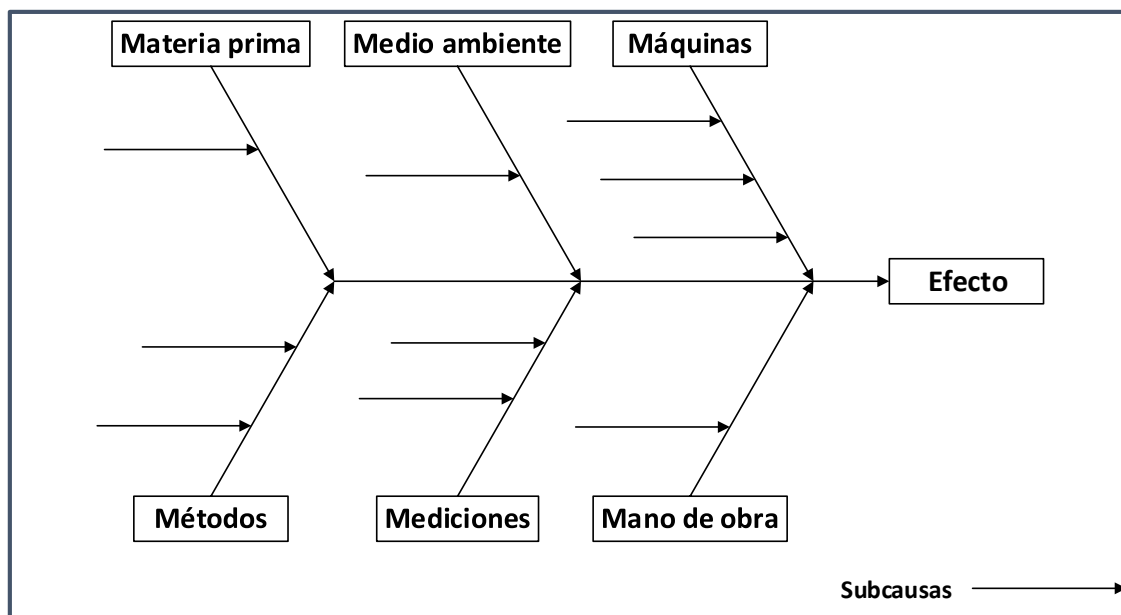 Materia prima
Medio ambiente
Máquinas
Efecto
Métodos
Mediciones
Mano de obra
Subcausas